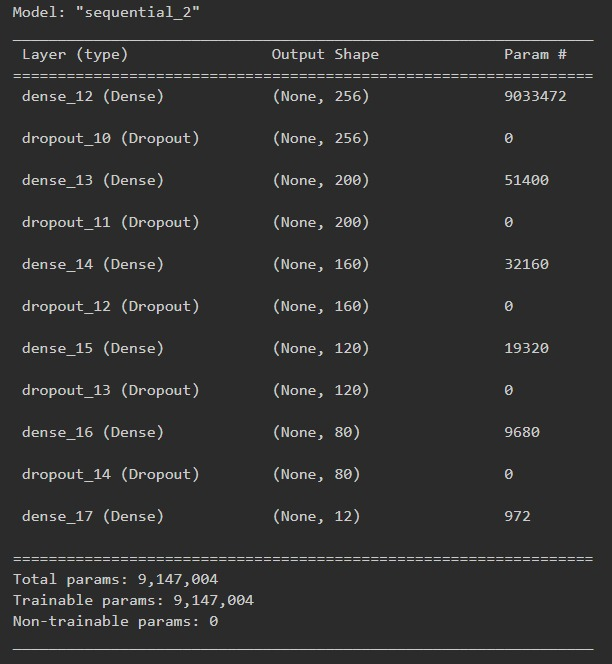 Model: "sequential_2"
Layer (type) Output Shape Param #
dense_12 (Dense) (None, 256) 9033472
dropout_10 (Dropout) (None, 256) 0
dense_13 (Dense) (None, 200) 51400
dropout_11 (Dropout) (None, 200) 0
dense_14 (Dense) (None, 160) 32160
dropout_12 (Dropout) (None, 160) 0
dense_15 (Dense) (None, 120) 19320
dropout_13 (Dropout) (None, 120) 0
dense_16 (Dense) (None, 80) 9680
dropout_14 (Dropout) (None, 80) 0
dense_17 (Dense) (None, 12) 972
Total params: 9,147,004
Trainable params: 9,147,004
Non-trainable params: 0